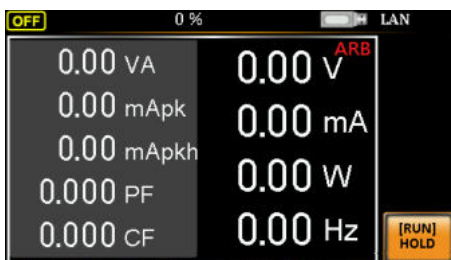 OFF 0 % LAN
0.00 VA
0.00 mApk
0.00 mApkh
0.000 PF
0.000 CF
ARB
0.00 V
0.00 mA
0.00 W
0.00 Hz
[RUN]
HOLD